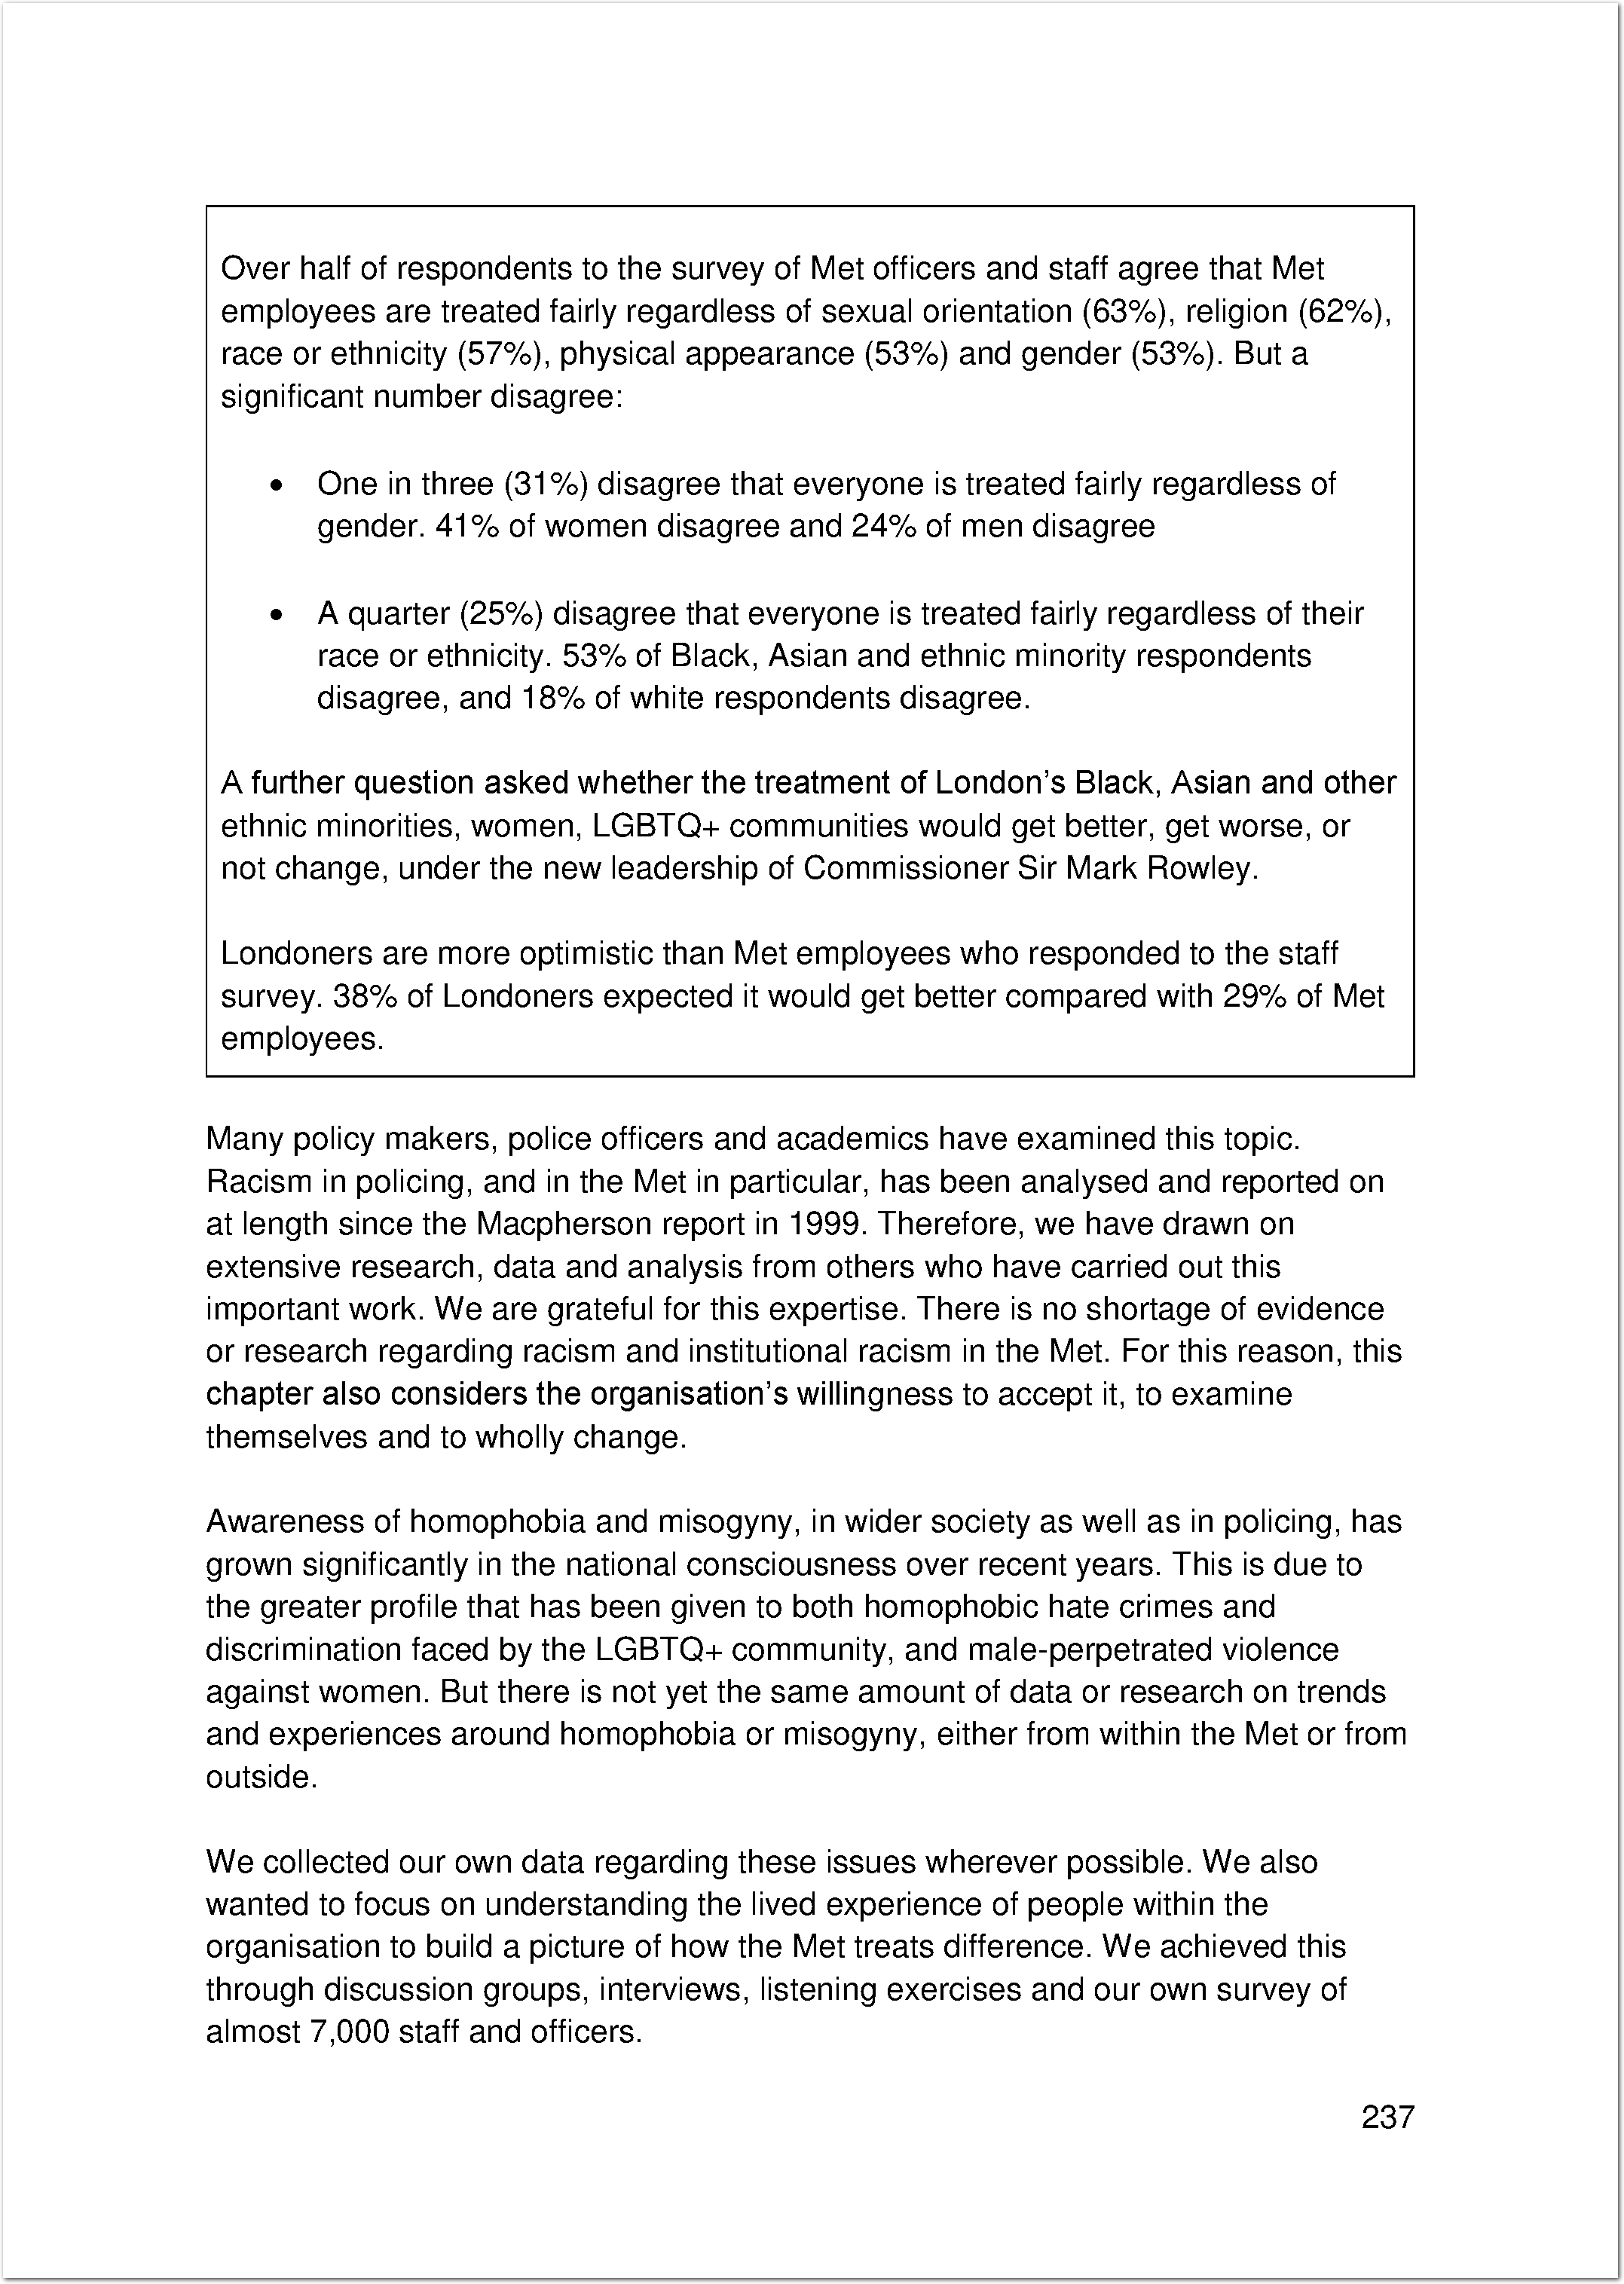 Over half of respondents to the survey of Met officers and staff agree that Met
employees are treated fairly regardless of sexual orientation (63%), religion (62%),
race or ethnicity (57%), physical appearance (53%) and gender (53%). But a
significant number disagree:
• One in three (31%) disagree that everyone is treated fairly regardless of
gender. 41% of women disagree and 24% of men disagree
• A quarter (25%) disagree that everyone is treated fairly regardless of their
race or ethnicity. 53% of Black, Asian and ethnic minority respondents
disagree, and 18% of white respondents disagree.
A further question asked whether the treatment of London’s Black, Asian and other
ethnic minorities, women, LGBTQ+ communities would get better, get worse, or
not change, under the new leadership of Commissioner Sir Mark Rowley.
Londoners are more optimistic than Met employees who responded to the staff
survey. 38% of Londoners expected it would get better compared with 29% of Met
employees.
Many policy makers, police officers and academics have examined this topic.
Racism in policing, and in the Met in particular, has been analysed and reported on
at length since the Macpherson report in 1999. Therefore, we have drawn on
extensive research, data and analysis from others who have carried out this
important work. We are grateful for this expertise. There is no shortage of evidence
or research regarding racism and institutional racism in the Met. For this reason, this
chapter also considers the organisation’s willingness to accept it, to examine
themselves and to wholly change.
Awareness of homophobia and misogyny, in wider society as well as in policing, has
grown significantly in the national consciousness over recent years. This is due to
the greater profile that has been given to both homophobic hate crimes and
discrimination faced by the LGBTQ+ community, and male-perpetrated violence
against women. But there is not yet the same amount of data or research on trends
and experiences around homophobia or misogyny, either from within the Met or from
outside.
We collected our own data regarding these issues wherever possible. We also
wanted to focus on understanding the lived experience of people within the
organisation to build a picture of how the Met treats difference. We achieved this
through discussion groups, interviews, listening exercises and our own survey of
almost 7,000 staff and officers.
237